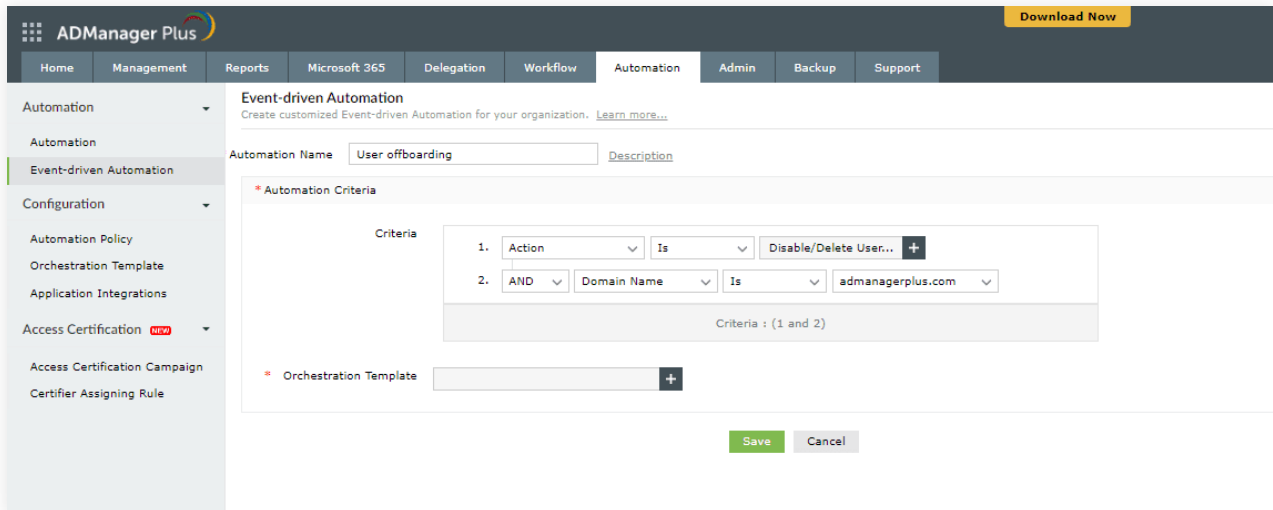 Download Now
ADManager Plus
Home Management Reports Microsoft 365 Delegation Workflow Automation Admin Backup Support
Automation
Automation
Event-driven Automation
Configuration
Automation Policy
Orchestration Template
Application Integrations
Access Certification NEW
Access Certification Campaign
Certifier Assigning Rule
Event-driven Automation
Create customized Event-driven Automation for your organization. Learn more...
Automation Name User offboarding Description
* Automation Criteria
Criteria
1. Action Is Disable/Delete User... +
2. AND Domain Name Is admanagerplus.com
Criteria : (1 and 2)
* Orchestration Template +
Save Cancel